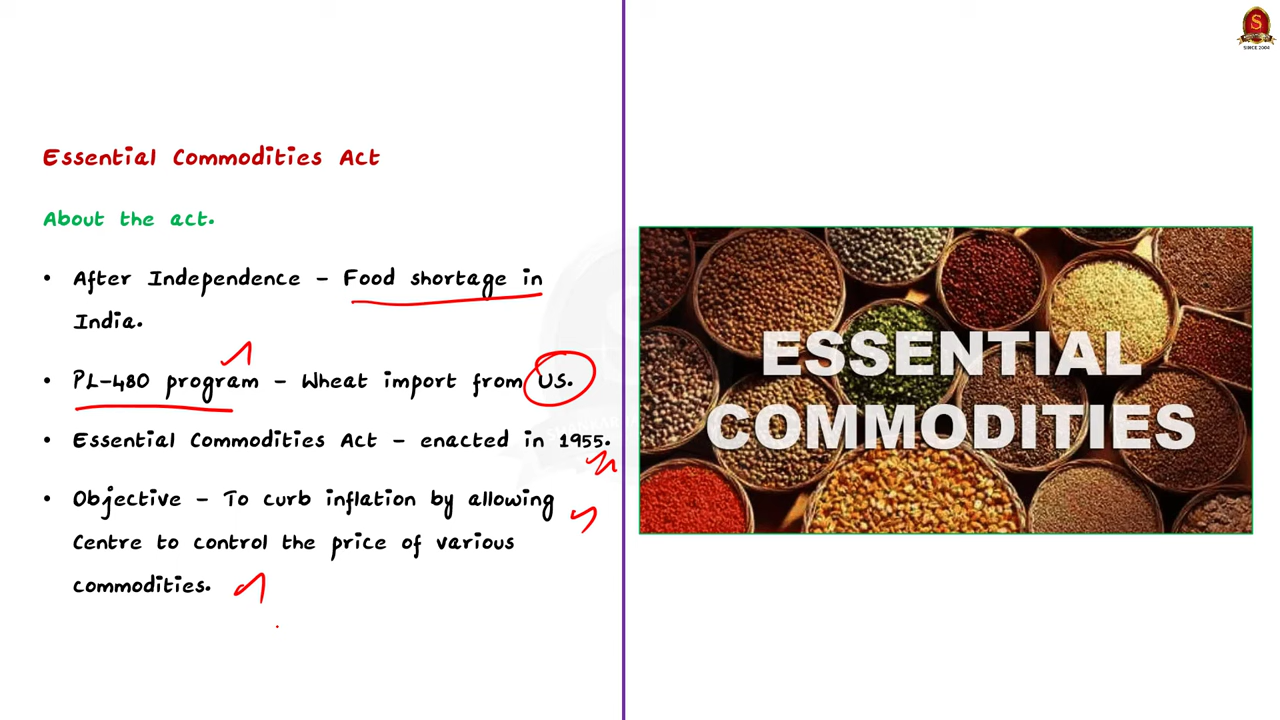 S
SINCE 2004
Essential Commodities Act
About the act.
• After Independence - Food shortage in
India.
• PL-480 program - Wheat import from US.
• Essential Commodities Act - enacted in 1955.
• Objective - To curb inflation by allowing
Centre to control the price of various
commodities.
ESSENTIAL
COMMODITIES